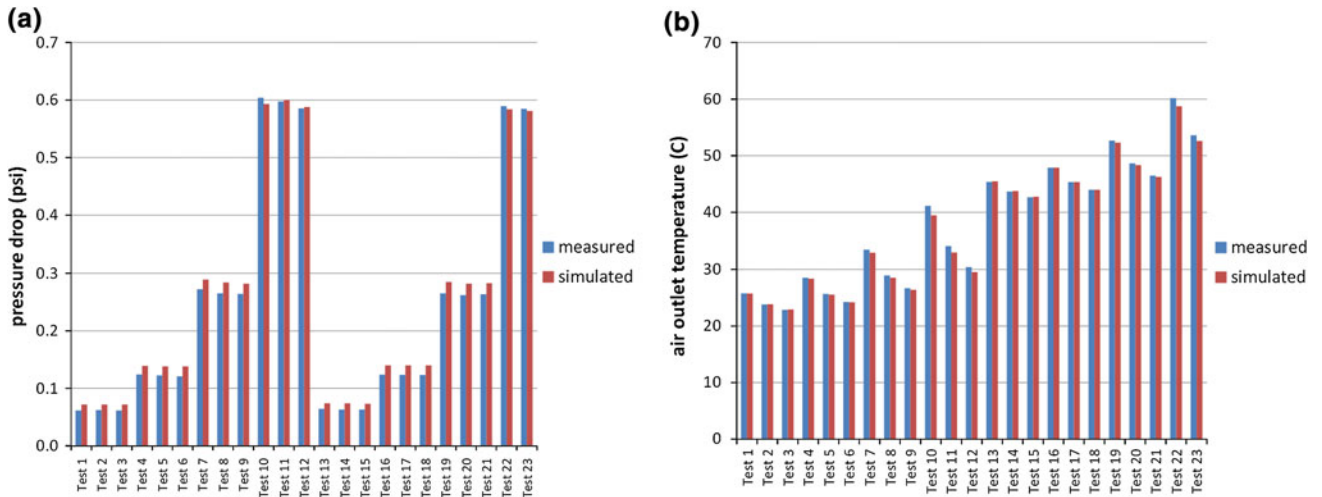 (a)
0.7
0.6
0.5
0.4
0.3
0.2
0.1
0.0
pressure drop (psi)
Test 1
Test 2
Test 3
Test 4
Test 5
Test 6
Test 7
Test 8
Test 9
Test 10
Test 11
Test 12
Test 13
Test 14
Test 15
Test 16
Test 17
Test 18
Test 19
Test 20
Test 21
Test 22
Test 23
measured
simulated
(b)
70
60
50
40
30
20
10
0
air outlet temperature (C)
Test 1
Test 2
Test 3
Test 4
Test 5
Test 6
Test 7
Test 8
Test 9
Test 10
Test 11
Test 12
Test 13
Test 14
Test 15
Test 16
Test 17
Test 18
Test 19
Test 20
Test 21
Test 22
Test 23
measured
simulated